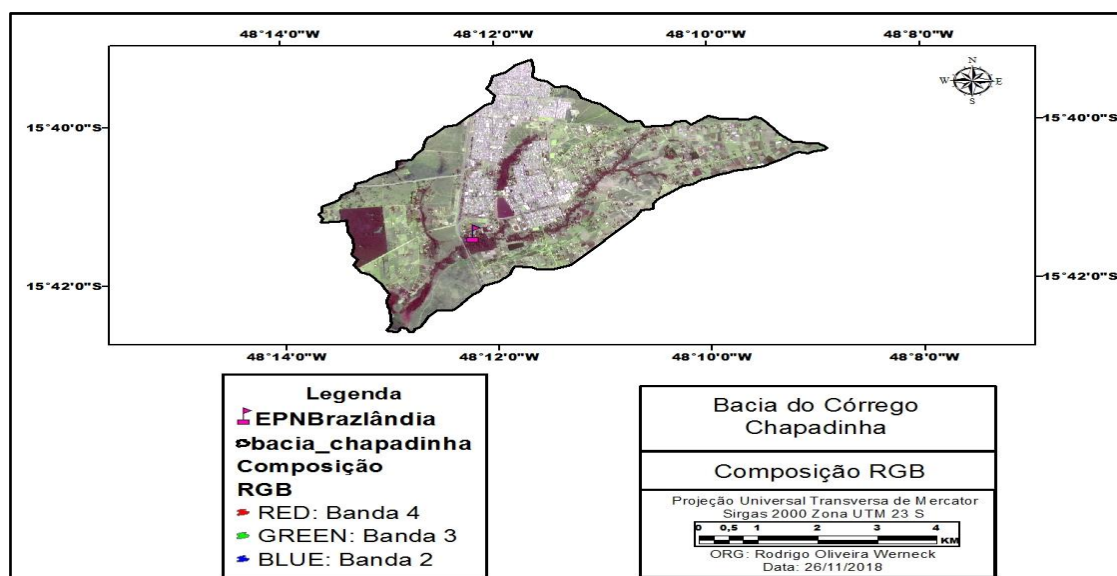 48°14'0"W 48°12'0"W 48°10'0"W 48°8'0"W
N
W E
S
15°40'0"S 15°40'0"S
15°42'0"S 15°42'0"S
48°14'0"W 48°12'0"W 48°10'0"W 48°8'0"W
Legenda
EPNBrazlândia
bacia_chapadinha
Composição
RGB
RED: Banda 4
GREEN: Banda 3
BLUE: Banda 2
Bacia do Córrego
Chapadinha
Composição RGB
Projeção Universal Transversa de Mercator
Sirgas 2000 Zona UTM 23 S
0 0,5 1 2 3 4
KM
ORG: Rodrigo Oliveira Werneck
Data: 26/11/2018